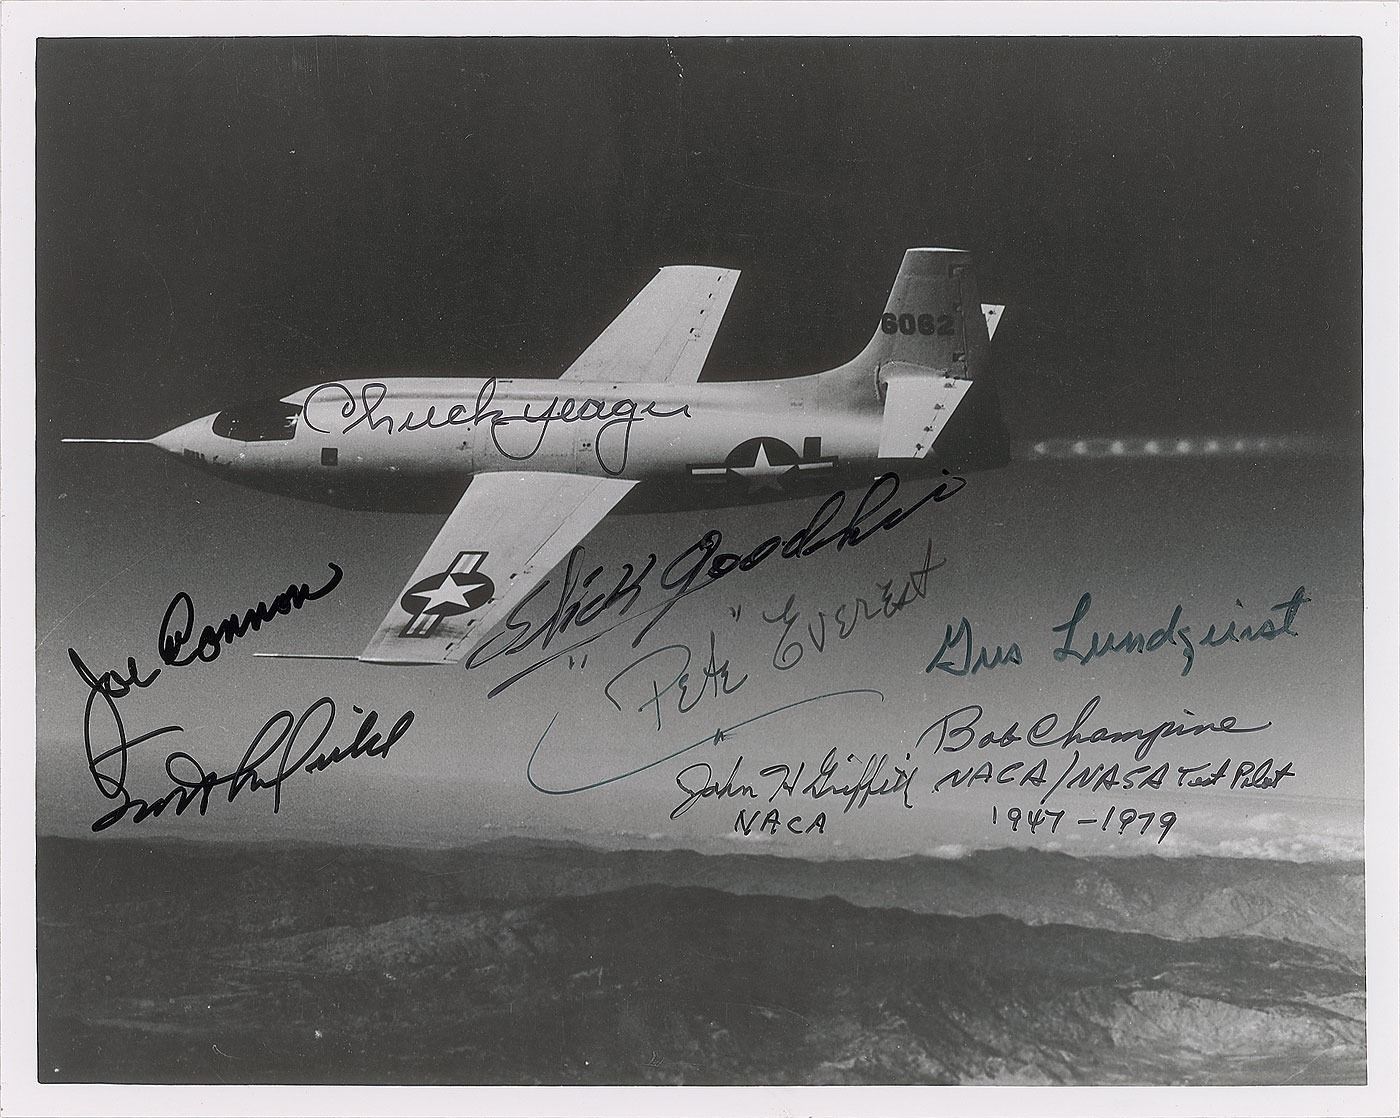 6062
Chuck Yeager
Slick Goodlin
"Pete" Everest
Joe Cannon
Gus Lundquist
Bob Champine
John H Griffith
NACA/NASA Test Pilot
NACA
1947-1979